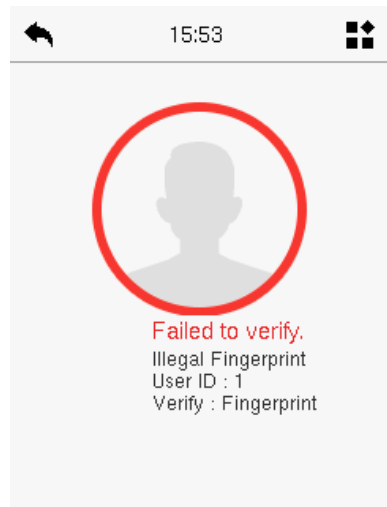 15:53
Failed to verify.
Illegal Fingerprint
User ID : 1
Verify : Fingerprint